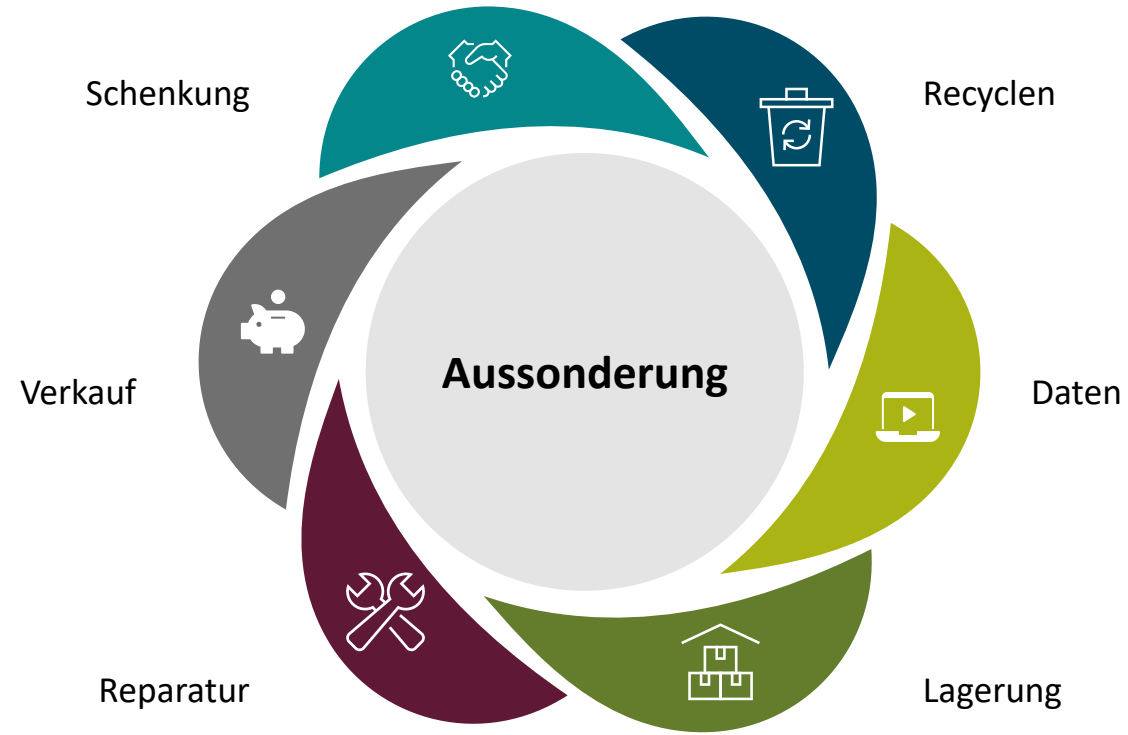 Schenkung
Recyclen
Verkauf
Aussonderung
Daten
Reparatur
Lagerung